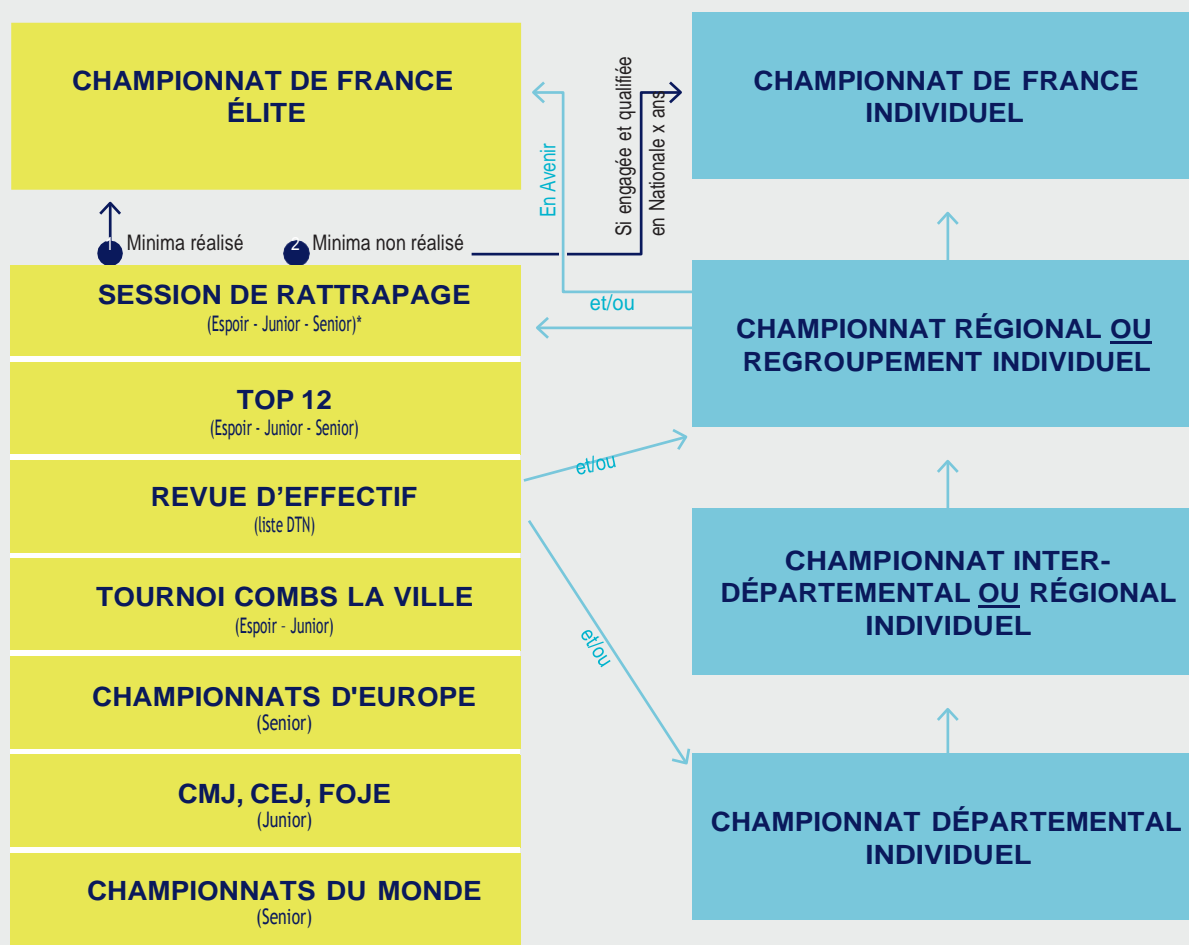 CHAMPIONNAT DE FRANCE
ÉLITE
1 Minima réalisé
2 Minima non réalisé
En Avenir
Si engagée et qualifiée
en Nationale x ans
CHAMPIONNAT DE FRANCE
INDIVIDUEL
SESSION DE RATTRAPAGE
(Espoir - Junior - Senior)*
TOP 12
(Espoir - Junior - Senior)
REVUE D'EFFECTIF
(liste DTN)
TOURNOI COMBS LA VILLE
(Espoir - Junior)
CHAMPIONNATS D'EUROPE
(Senior)
CMJ, CEJ, FOJE
(Junior)
CHAMPIONNATS DU MONDE
(Senior)
et/ou
et/ou
et/ou
CHAMPIONNAT RÉGIONAL OU
REGROUPEMENT INDIVIDUEL
CHAMPIONNAT INTER-
DÉPARTEMENTAL OU RÉGIONAL
INDIVIDUEL
CHAMPIONNAT DÉPARTEMENTAL
INDIVIDUEL